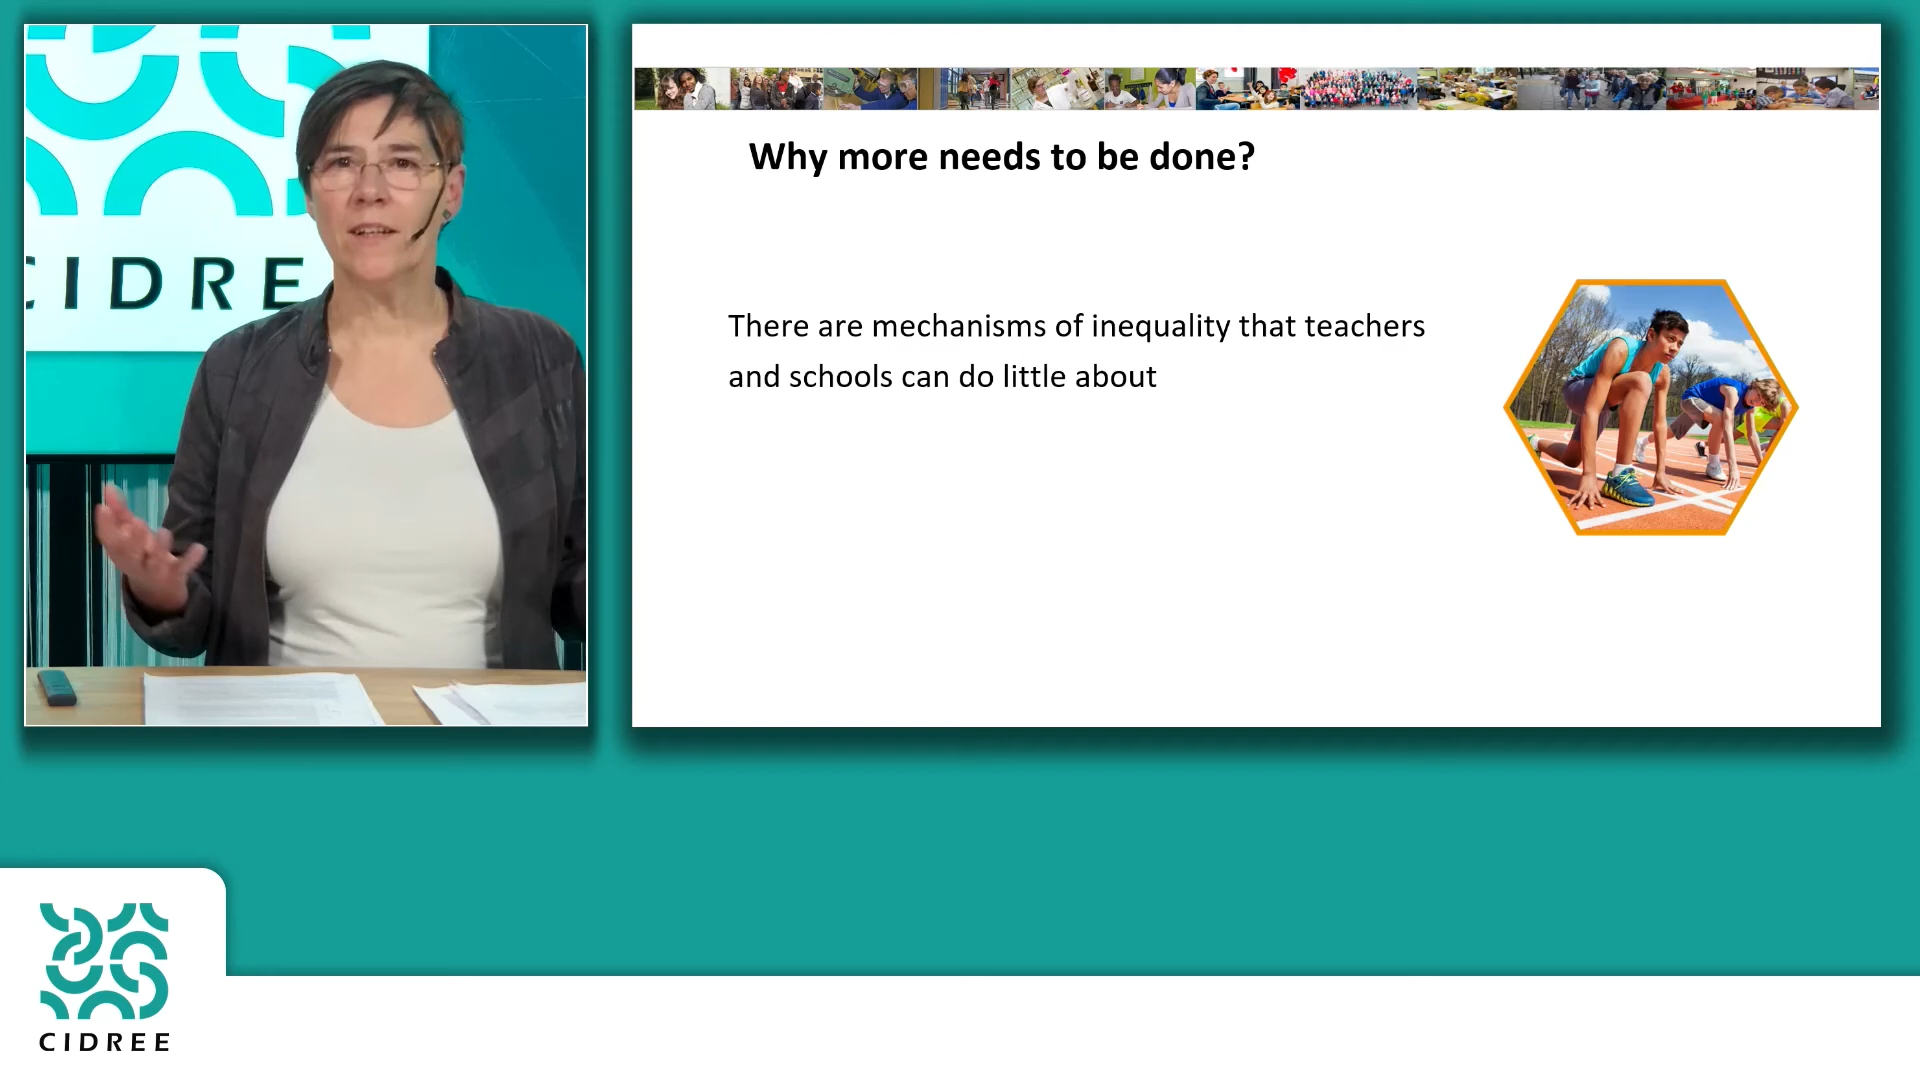 CIDREE
Why more needs to be done?
There are mechanisms of inequality that teachers
and schools can do little about
CIDREE